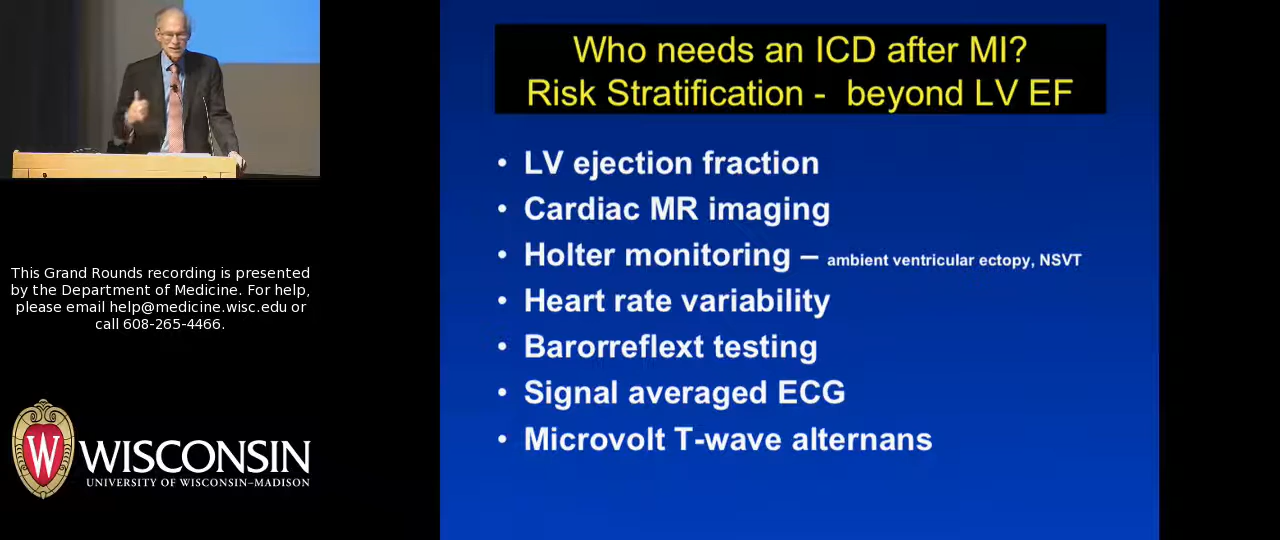 Who needs an ICD after MI?
Risk Stratification - beyond LV EF
• LV ejection fraction
• Cardiac MR imaging
• Holter monitoring – ambient ventricular ectopy, NSVT
• Heart rate variability
• Barorreflext testing
• Signal averaged ECG
• Microvolt T-wave alternans
This Grand Rounds recording is presented
by the Department of Medicine. For help,
please email help@medicine.wisc.edu or
call 608-265-4466.
W
WISCONSIN
UNIVERSITY OF WISCONSIN–MADISON